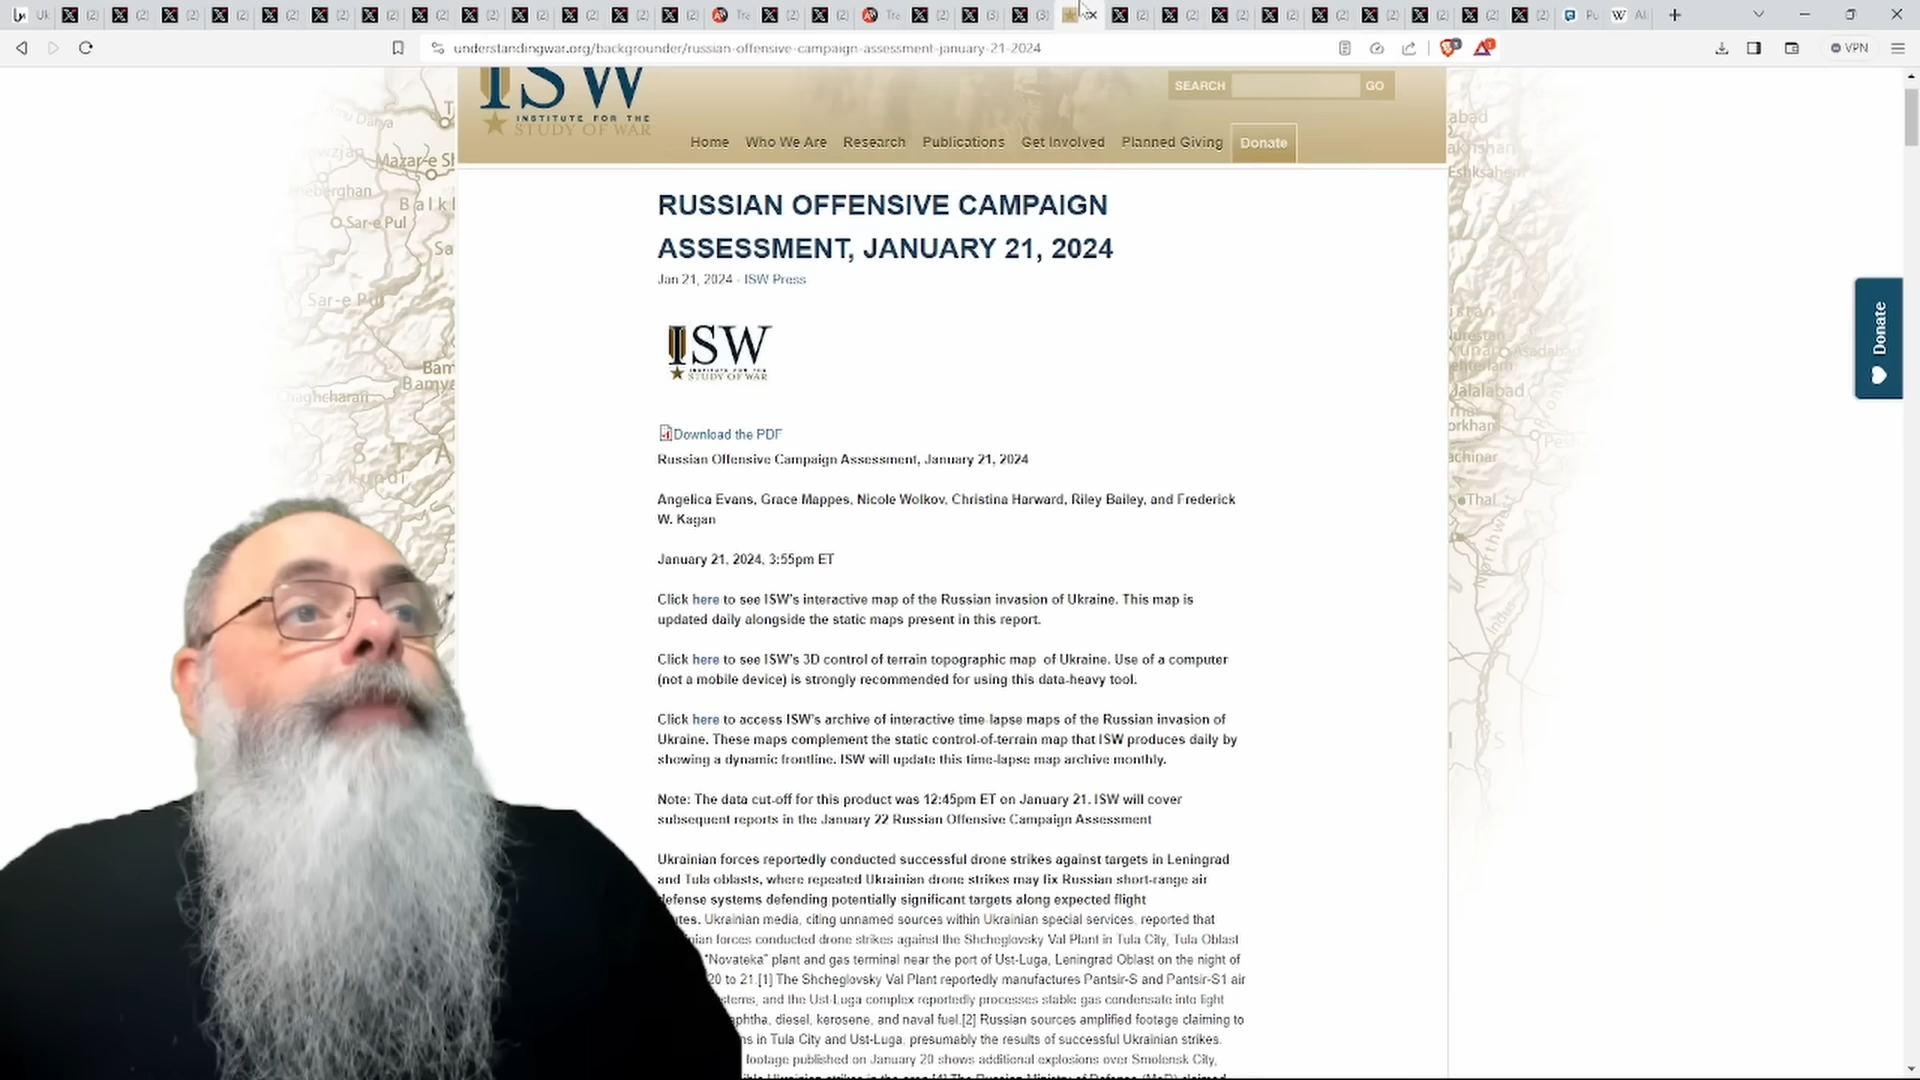 understandingwar.org/backgrounder/russian-offensive-campaign-assessment-january-21-2024
VPN
ISW
INSTITUTE FOR THE
STUDY OF WAR
SEARCH
GO
Home Who We Are Research Publications Get Involved Planned Giving Donate
RUSSIAN OFFENSIVE CAMPAIGN
ASSESSMENT, JANUARY 21, 2024
Jan 21, 2024 - ISW Press
ISW
INSTITUTE FOR THE
STUDY OF WAR
Download the PDF
Russian Offensive Campaign Assessment, January 21, 2024
Angelica Evans, Grace Mappes, Nicole Wolkov, Christina Harward, Riley Bailey, and Frederick
W. Kagan
January 21, 2024, 3:55pm ET
Click here to see ISW's interactive map of the Russian invasion of Ukraine. This map is
updated daily alongside the static maps present in this report.
Click here to see ISW's 3D control of terrain topographic map of Ukraine. Use of a computer
(not a mobile device) is strongly recommended for using this data-heavy tool.
Click here to access ISW's archive of interactive time-lapse maps of the Russian invasion of
Ukraine. These maps complement the static control-of-terrain map that ISW produces daily by
showing a dynamic frontline. ISW will update this time-lapse map archive monthly.
Note: The data cut-off for this product was 12:45pm ET on January 21. ISW will cover
subsequent reports in the January 22 Russian Offensive Campaign Assessment
Ukrainian forces reportedly conducted successful drone strikes against targets in Leningrad
and Tula oblasts, where repeated Ukrainian drone strikes may fix Russian short-range air
defense systems defending potentially significant targets along expected flight
Ukrainian media, citing unnamed sources within Ukrainian special services, reported that
forces conducted drone strikes against the Shcheglovsky Val Plant in Tula City, Tula Oblast
"Novateka" plant and gas terminal near the port of Ust-Luga, Leningrad Oblast on the night of
20 to 21.[1] The Shcheglovsky Val Plant reportedly manufactures Pantsir-S and Pantsir-S1 air
and the Ust-Luga complex reportedly processes stable gas condensate into light
diesel, kerosene, and naval fuel.[2] Russian sources amplified footage claiming to
in Tula City and Ust-Luga, presumably the results of successful Ukrainian strikes.
footage published on January 20 shows additional explosions over Smolensk City,
Donate
Mazar-e
Sar-e Pul
Sar-e
Bam
Chaghcharan
Jalalabad
Thal
Asadabad